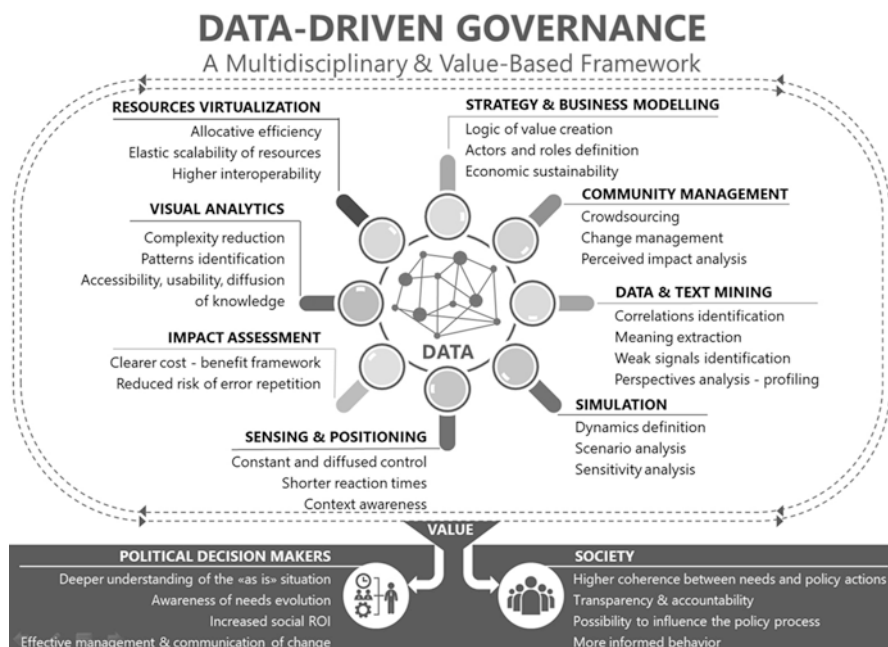 DATA-DRIVEN GOVERNANCE
A Multidisciplinary & Value-Based Framework
RESOURCES VIRTUALIZATION
Allocative efficiency
Elastic scalability of resources
Higher interoperability
STRATEGY & BUSINESS MODELLING
Logic of value creation
Actors and roles definition
Economic sustainability
COMMUNITY MANAGEMENT
Crowdsourcing
Change management
Perceived impact analysis
VISUAL ANALYTICS
Complexity reduction
Patterns identification
Accessibility, usability, diffusion
of knowledge
DATA & TEXT MINING
Correlations identification
Meaning extraction
Weak signals identification
Perspectives analysis - profiling
DATA
IMPACT ASSESSMENT
Clearer cost - benefit framework
Reduced risk of error repetition
SIMULATION
Dynamics definition
Scenario analysis
Sensitivity analysis
SENSING & POSITIONING
Constant and diffused control
Shorter reaction times
Context awareness
VALUE
POLITICAL DECISION MAKERS
Deeper understanding of the «as is» situation
Awareness of needs evolution
Increased social ROI
Effective management & communication of change
SOCIETY
Higher coherence between needs and policy actions
Transparency & accountability
Possibility to influence the policy process
More informed behavior